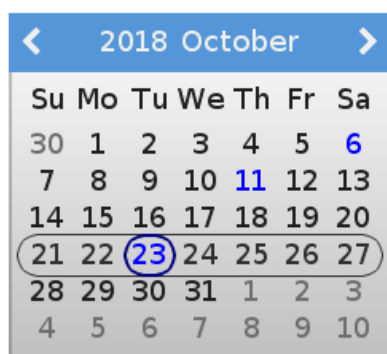 2018 October
Su Mo Tu We Th Fr Sa
30 1 2 3 4 5 6
7 8 9 10 11 12 13
14 15 16 17 18 19 20
21 22 23 24 25 26 27
28 29 30 31 1 2 3
4 5 6 7 8 9 10